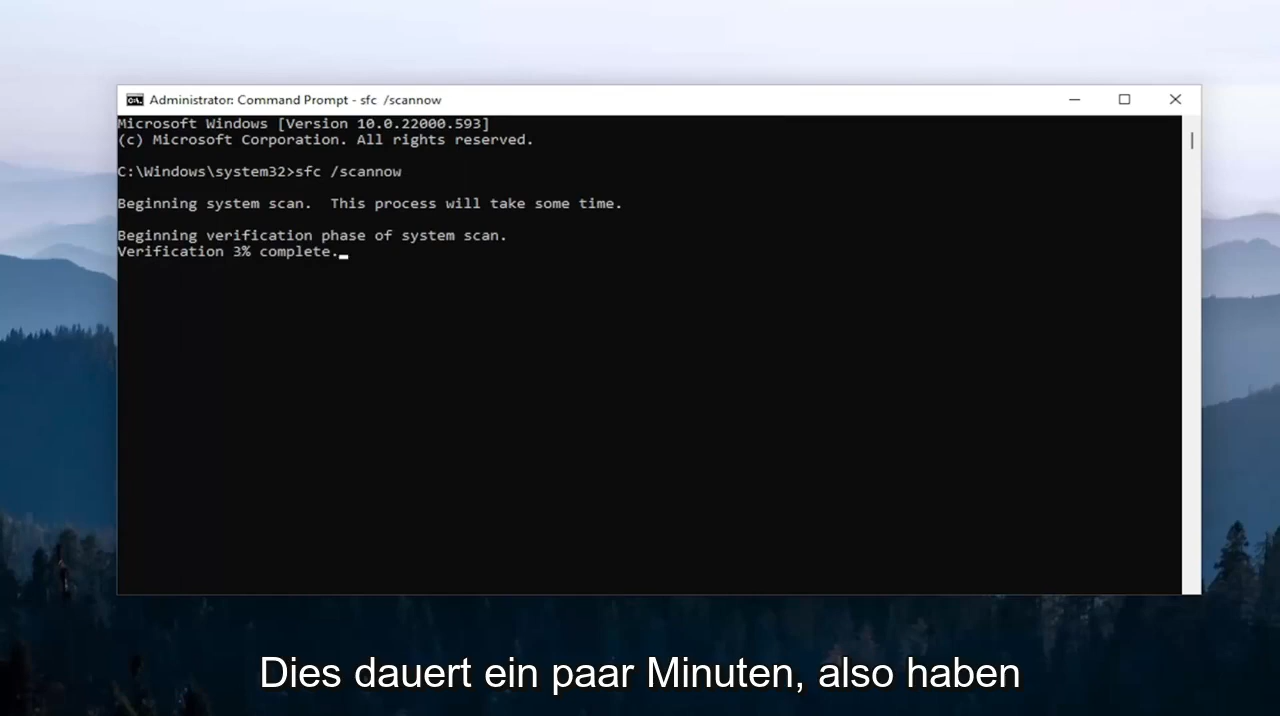 Administrator: Command Prompt - sfc  /scannow
Microsoft Windows [Version 10.0.22000.593]
(c) Microsoft Corporation. All rights reserved.
C:\Windows\system32>sfc /scannow
Beginning system scan.  This process will take some time.
Beginning verification phase of system scan.
Verification 3% complete.
Dies dauert ein paar Minuten, also haben